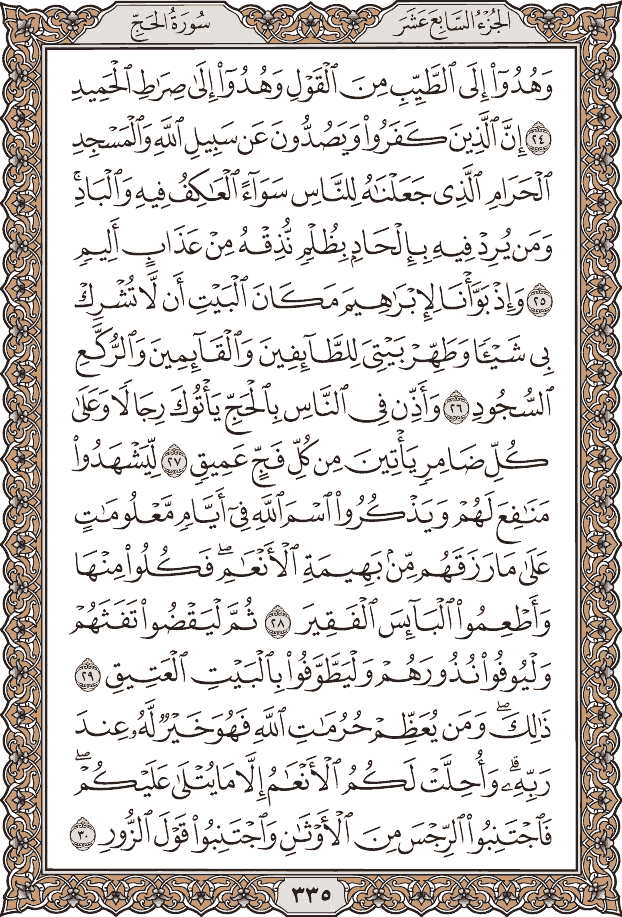 الجزء السابع عشر
سورة الحج
وَهُدُوٓا۟ إِلَى ٱلطَّيِّبِ مِنَ ٱلْقَوْلِ وَهُدُوٓا۟ إِلَىٰ صِرَٰطِ ٱلْحَمِيدِ
٢٤ إِنَّ ٱلَّذِينَ كَفَرُوا۟ وَيَصُدُّونَ عَن سَبِيلِ ٱللَّهِ وَٱلْمَسْجِدِ
ٱلْحَرَامِ ٱلَّذِى جَعَلْنَٰهُ لِلنَّاسِ سَوَآءً ٱلْعَٰكِفُ فِيهِ وَٱلْبَادِ ۚ
وَمَن يُرِدْ فِيهِ بِإِلْحَادٍۭ بِظُلْمٍ نُّذِقْهُ مِنْ عَذَابٍ أَلِيمٍ
٢٥ وَإِذْ بَوَّأْنَا لِإِبْرَٰهِيمَ مَكَانَ ٱلْبَيْتِ أَن لَّا تُشْرِكْ
بِى شَيْـًٔا وَطَهِّرْ بَيْتِىَ لِلطَّآئِفِينَ وَٱلْقَآئِمِينَ وَٱلرُّكَّعِ
ٱلسُّجُودِ ٢٦ وَأَذِّن فِى ٱلنَّاسِ بِٱلْحَجِّ يَأْتُوكَ رِجَالًا وَعَلَىٰ
كُلِّ ضَامِرٍ يَأْتِينَ مِن كُلِّ فَجٍّ عَمِيقٍ ٢٧ لِّيَشْهَدُوا۟
مَنَٰفِعَ لَهُمْ وَيَذْكُرُوا۟ ٱسْمَ ٱللَّهِ فِىٓ أَيَّامٍ مَّعْلُومَٰتٍ
عَلَىٰ مَا رَزَقَهُم مِّنۢ بَهِيمَةِ ٱلْأَنْعَٰمِ ۖ فَكُلُوا۟ مِنْهَا
وَأَطْعِمُوا۟ ٱلْبَآئِسَ ٱلْفَقِيرَ ٢٨ ثُمَّ لْيَقْضُوا۟ تَفَثَهُمْ
وَلْيُوفُوا۟ نُذُورَهُمْ وَلْيَطَّوَّفُوا۟ بِٱلْبَيْتِ ٱلْعَتِيقِ ٢٩
ذَٰلِكَ ۖ وَمَن يُعَظِّمْ حُرُمَٰتِ ٱللَّهِ فَهُوَ خَيْرٌ لَّهُۥ عِندَ
رَبِّهِۦ ۗ وَأُحِلَّتْ لَكُمُ ٱلْأَنْعَٰمُ إِلَّا مَا يُتْلَىٰ عَلَيْكُمْ ۖ
فَٱجْتَنِبُوا۟ ٱلرِّجْسَ مِنَ ٱلْأَوْثَٰنِ وَٱجْتَنِبُوا۟ قَوْلَ ٱلزُّورِ ٣٠
٣٣٥